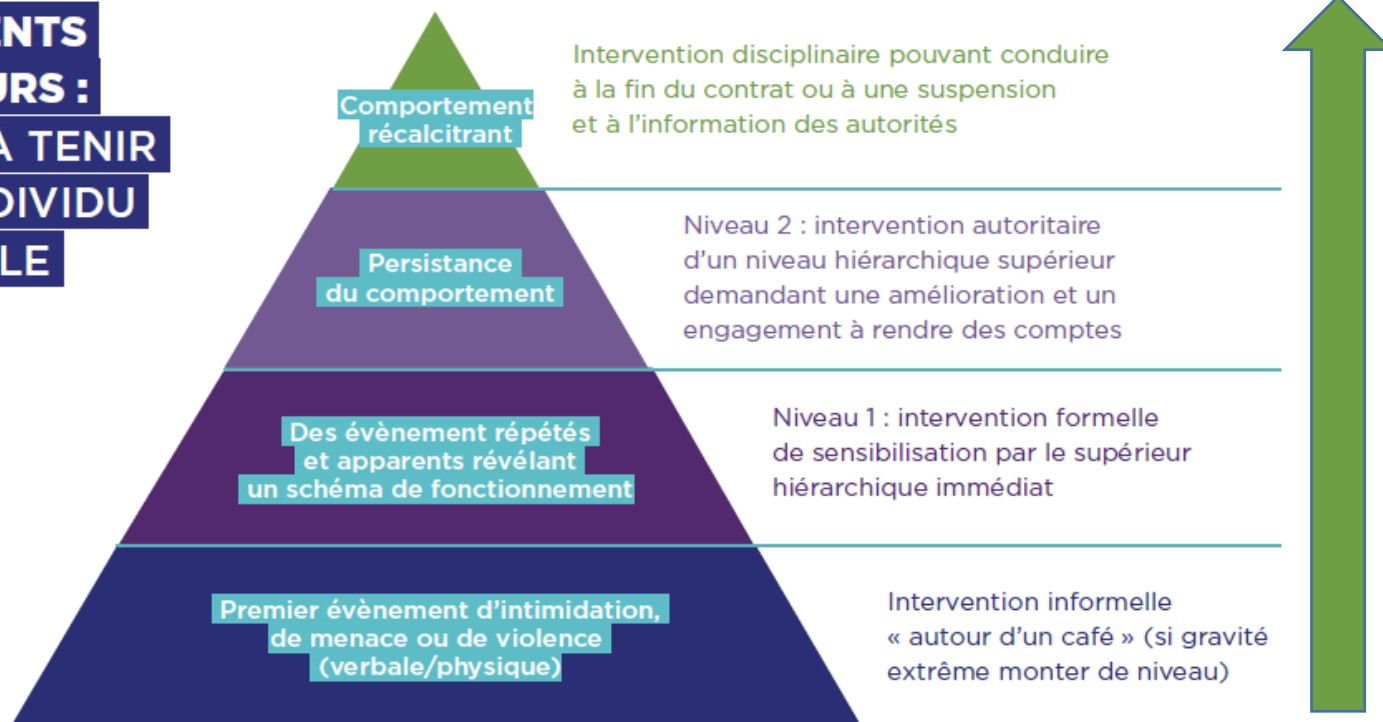 ENTS
URS :
À TENIR
DIVIDU
LE
Comportement
récalcitrant
Intervention disciplinaire pouvant conduire
à la fin du contrat ou à une suspension
et à l’information des autorités
Persistance
du comportement
Niveau 2 : intervention autoritaire
d’un niveau hiérarchique supérieur
demandant une amélioration et un
engagement à rendre des comptes
Des évènement répétés
et apparents révélant
un schéma de fonctionnement
Niveau 1 : intervention formelle
de sensibilisation par le supérieur
hiérarchique immédiat
Premier évènement d’intimidation,
de menace ou de violence
(verbale/physique)
Intervention informelle
« autour d’un café » (si gravité
extrême monter de niveau)